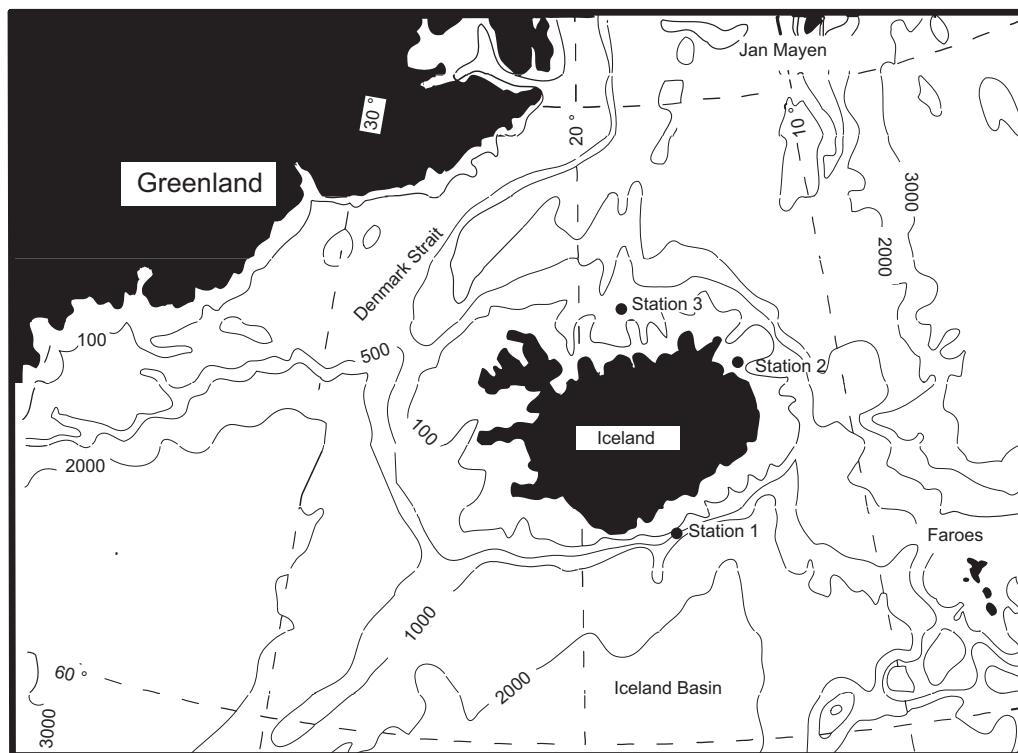 Jan Mayen
30 °
20 °
10 °
Greenland
3000
2000
Denmark Strait
Station 3
100
500
Station 2
100
Iceland
2000
Station 1
Faroes
1000
60 °
2000
Iceland Basin
3000